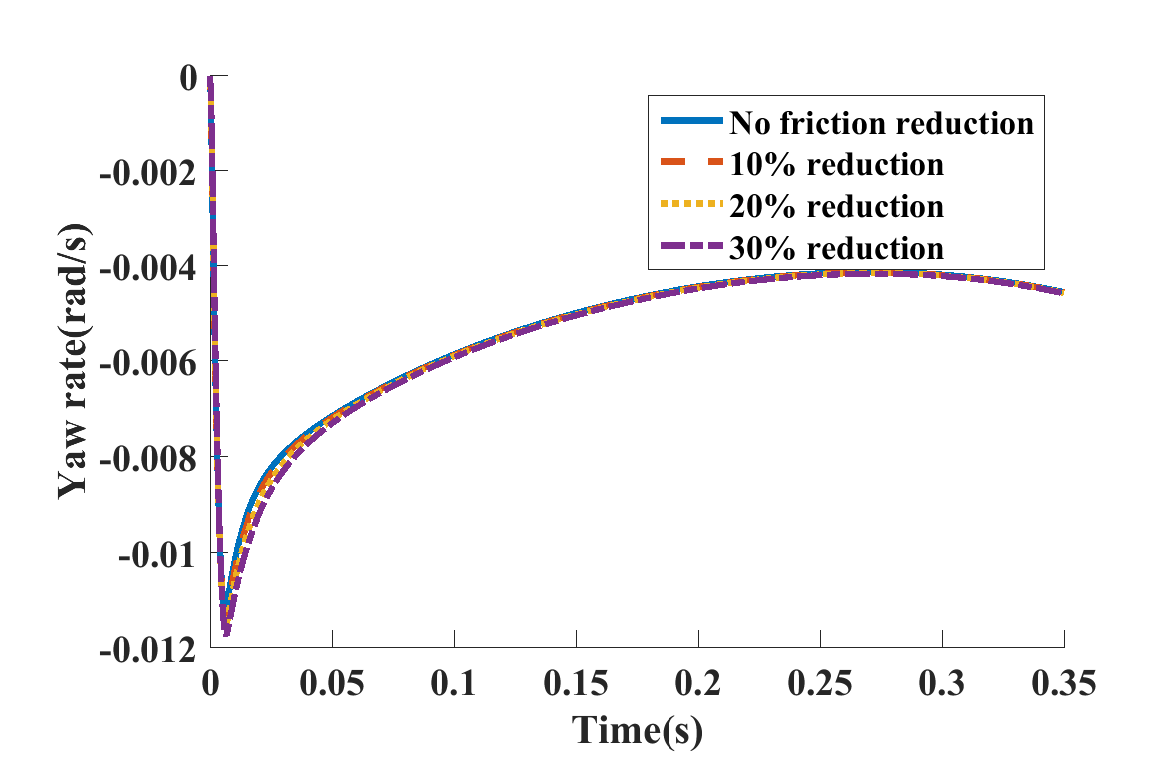 0
-0.002
-0.004
-0.006
-0.008
-0.01
-0.012
Yaw rate(rad/s)
No friction reduction
10% reduction
20% reduction
30% reduction
0 0.05 0.1 0.15 0.2 0.25 0.3 0.35
Time(s)